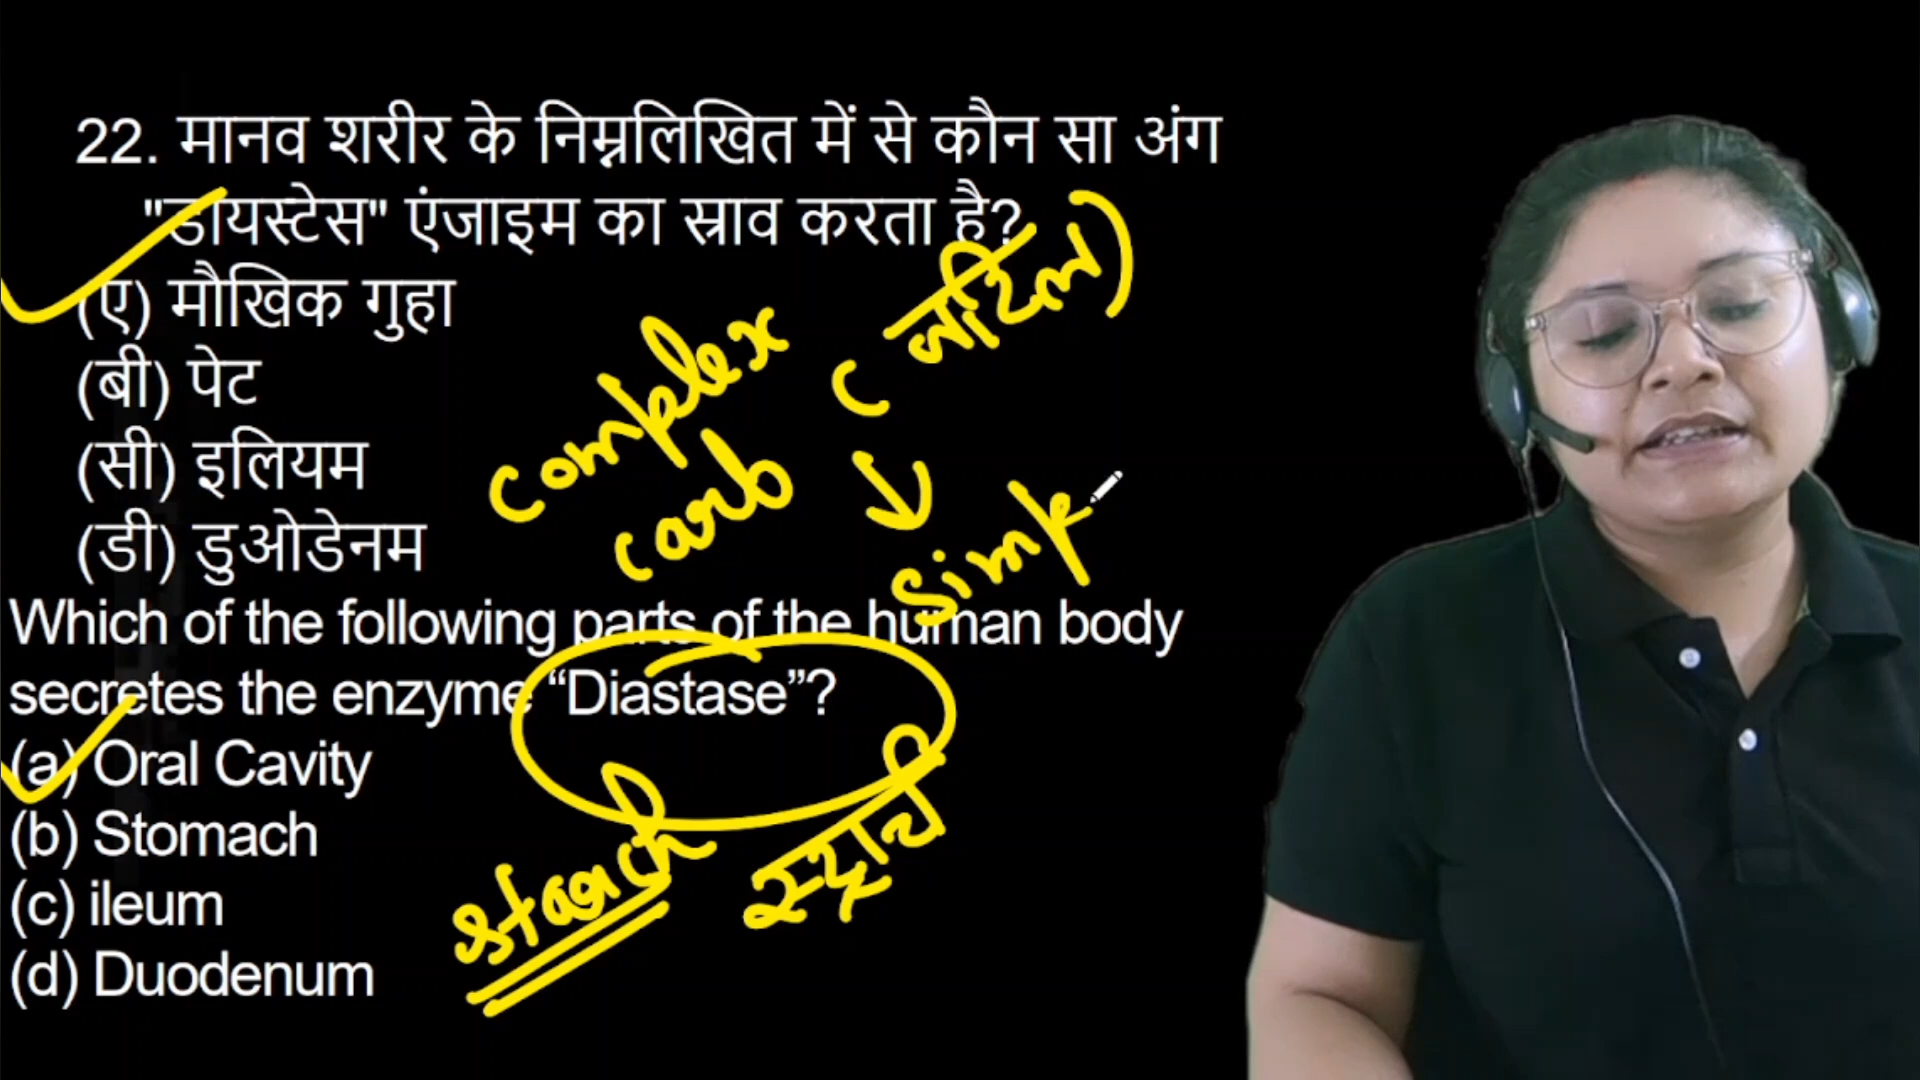 22. मानव शरीर के निम्नलिखित में से कौन सा अंग
"डायस्टेस" एंजाइम का स्राव करता है?
(ए) मौखिक गुहा
(बी) पेट
(सी) इलियम
(डी) डुओडेनम
complex
carb
(जटिल)
simp
Which of the following parts of the human body
secretes the enzyme “Diastase”?
(a) Oral Cavity
(b) Stomach
(c) ileum
(d) Duodenum
starch
स्टार्च